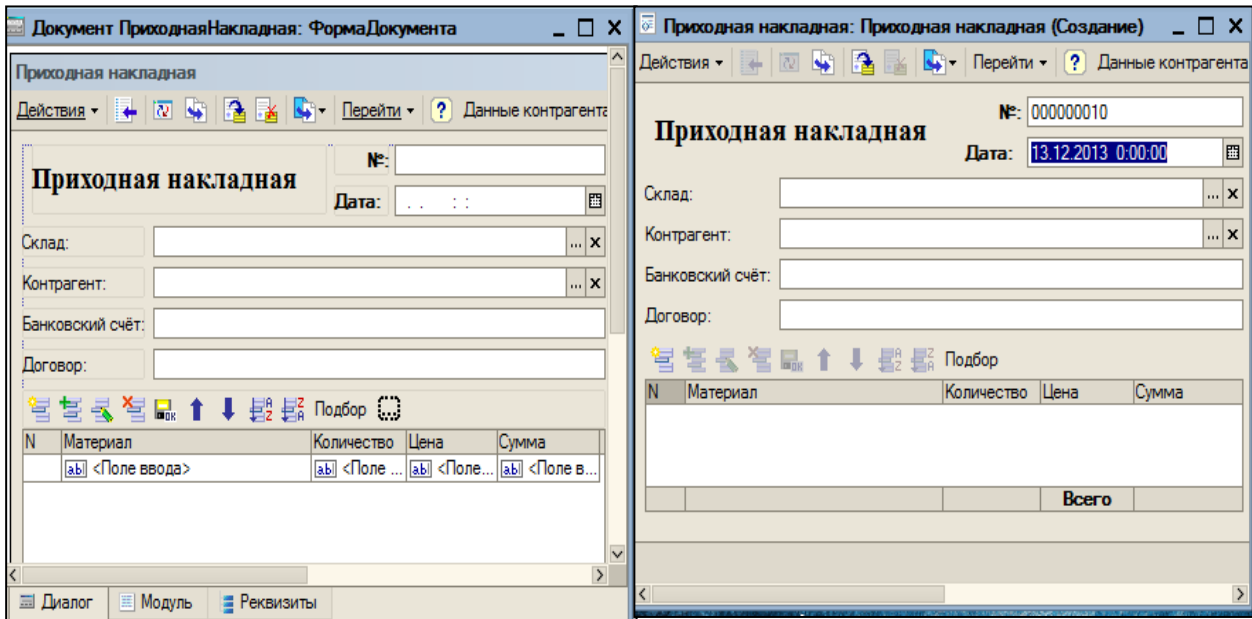 Документ ПриходнаяНакладная: ФормаДокумента
Приходная накладная
Действия Перейти ? Данные контрагента
Приходная накладная
№:
Дата: . . : :
Склад: ... x
Контрагент: ... x
Банковский счёт:
Договор:
Подбор
N Материал Количество Цена Сумма
<Поле ввода> <Поле ... <Поле... <Поле в...
Диалог Модуль Реквизиты
Приходная накладная: Приходная накладная (Создание)
Действия Перейти ? Данные контрагента
Приходная накладная
№: 000000010
Дата: 13.12.2013 0:00:00
Склад: ... x
Контрагент: ... x
Банковский счёт:
Договор:
Подбор
N Материал Количество Цена Сумма
Всего